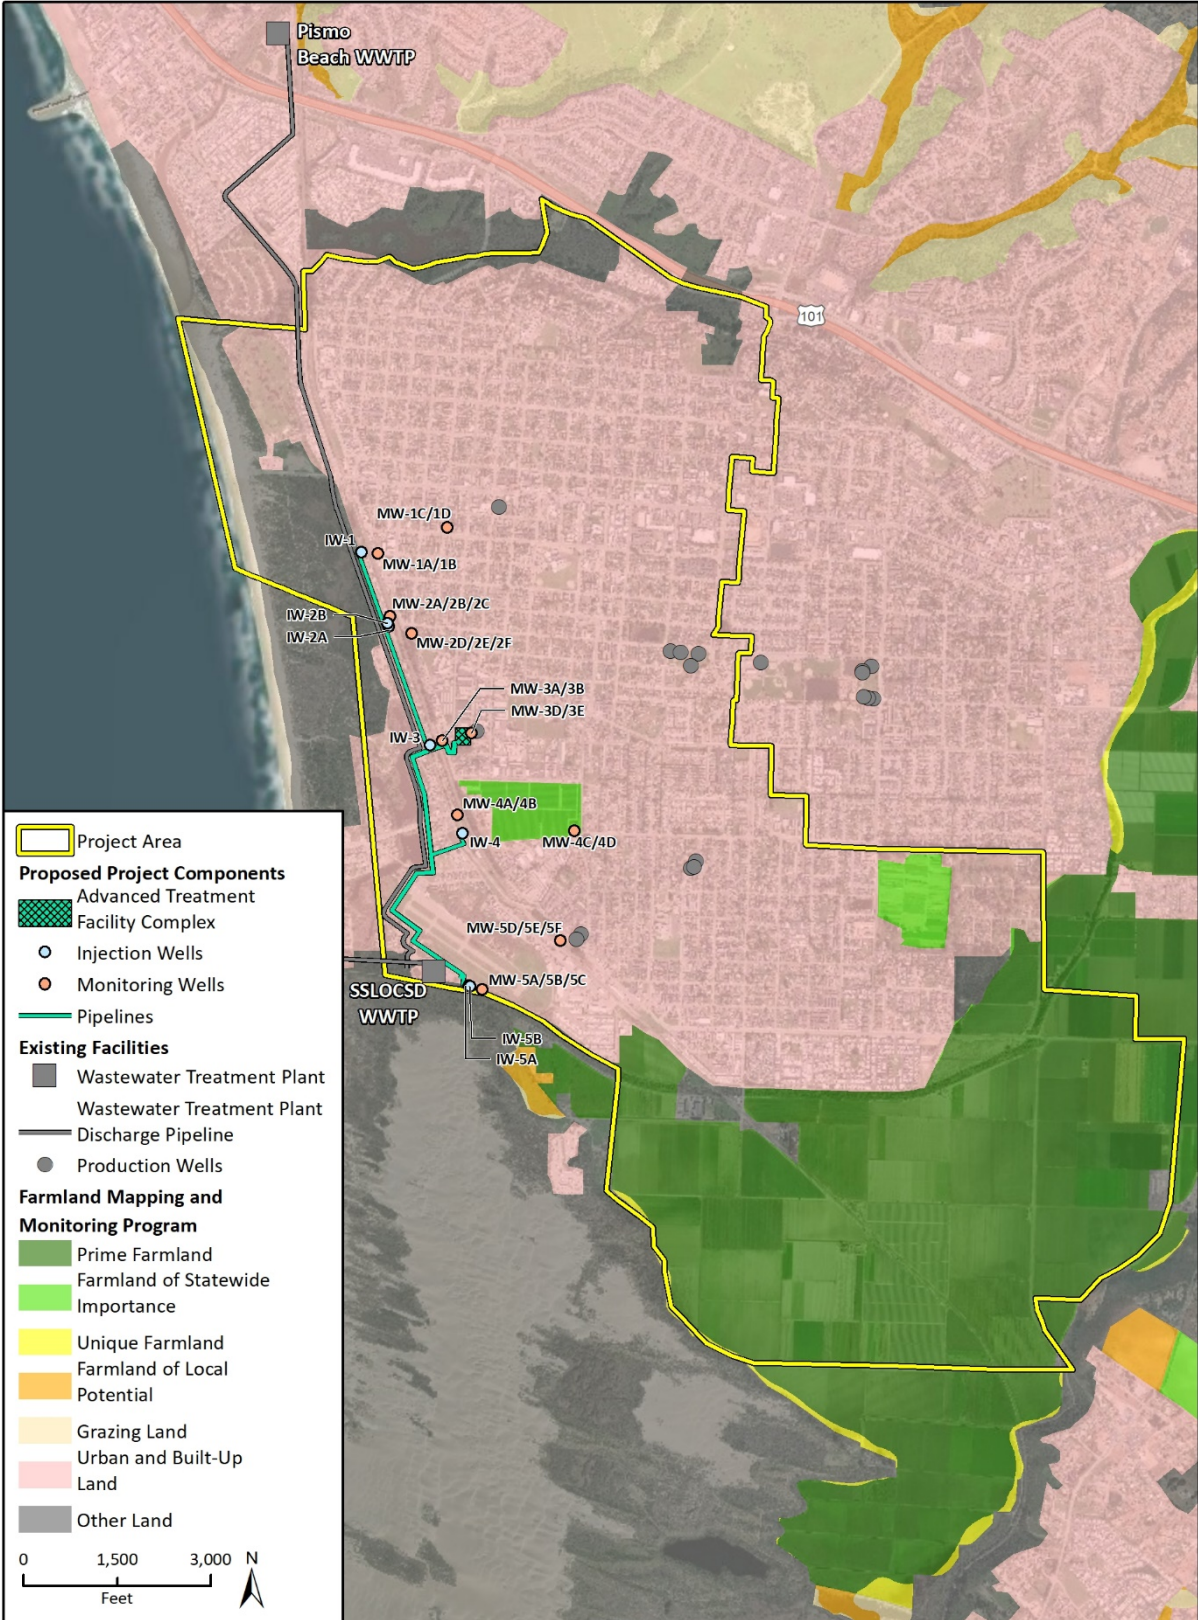 Pismo
Beach WWTP
101
MW-1C/1D
IW-1
MW-1A/1B
MW-2A/2B/2C
IW-2B
IW-2A
MW-2D/2E/2F
MW-3A/3B
MW-3D/3E
IW-3
MW-4A/4B
IW-4
MW-4C/4D
MW-5D/5E/5F
MW-5A/5B/5C
SSLOCSD
WWTP
IW-5B
IW-5A
Project Area
Proposed Project Components
Advanced Treatment
Facility Complex
Injection Wells
Monitoring Wells
Pipelines
Existing Facilities
Wastewater Treatment Plant
Wastewater Treatment Plant
Discharge Pipeline
Production Wells
Farmland Mapping and
Monitoring Program
Prime Farmland
Farmland of Statewide
Importance
Unique Farmland
Farmland of Local
Potential
Grazing Land
Urban and Built-Up
Land
Other Land
0 1,500 3,000 N
Feet